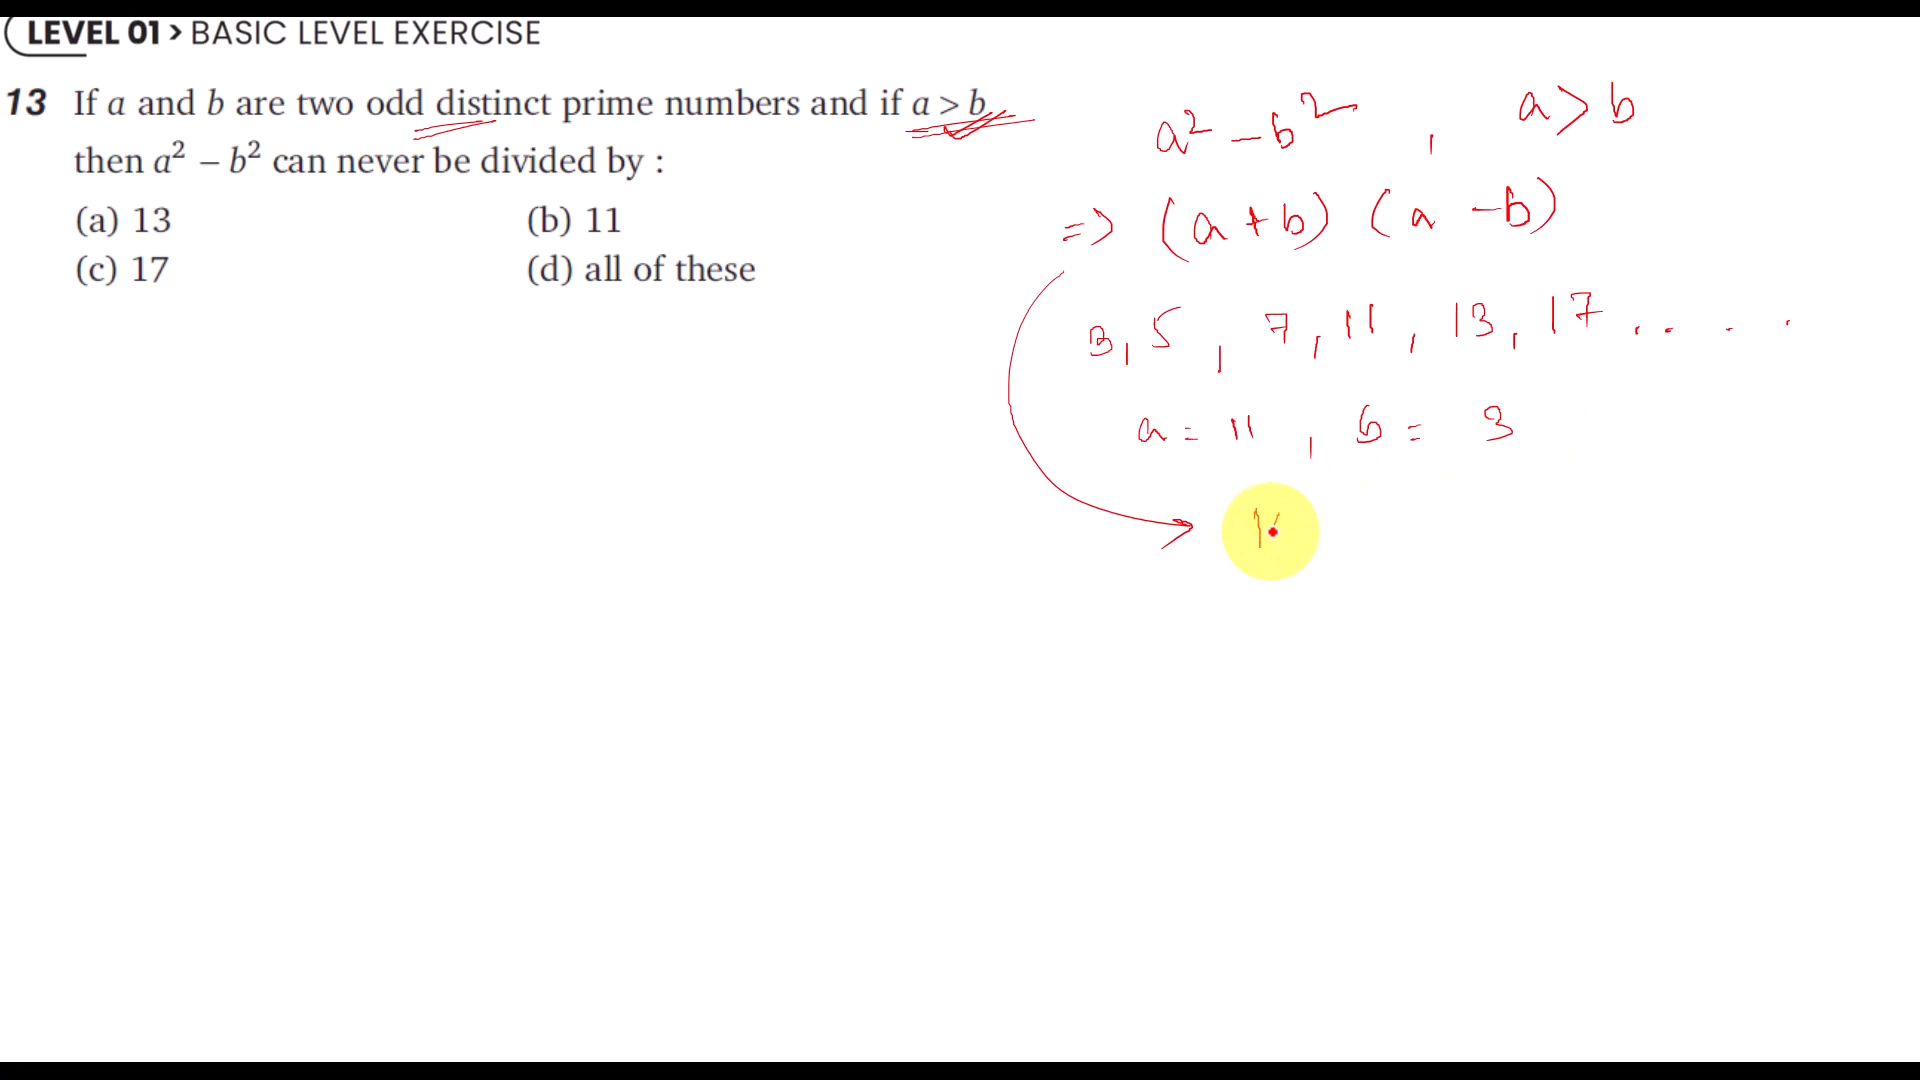 LEVEL 01 > BASIC LEVEL EXERCISE
13 If a and b are two odd distinct prime numbers and if a > b,
then a² – b² can never be divided by :
(a) 13 (b) 11
(c) 17 (d) all of these
a² – b² , a > b
=> (a + b) (a – b)
3, 5, 7, 11, 13, 17 . . . .
a = 11 , b = 3